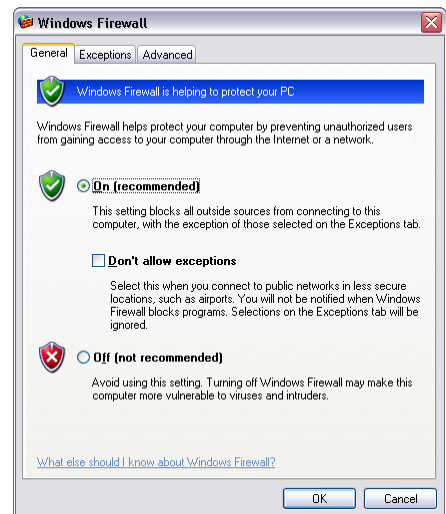 Windows Firewall
General Exceptions Advanced
Windows Firewall is helping to protect your PC
Windows Firewall helps protect your computer by preventing unauthorized users
from gaining access to your computer through the Internet or a network.
On (recommended)
This setting blocks all outside sources from connecting to this
computer, with the exception of those selected on the Exceptions tab.
Don't allow exceptions
Select this when you connect to public networks in less secure
locations, such as airports. You will not be notified when Windows
Firewall blocks programs. Selections on the Exceptions tab will be
ignored.
Off (not recommended)
Avoid using this setting. Turning off Windows Firewall may make this
computer more vulnerable to viruses and intruders.
What else should I know about Windows Firewall?
OK Cancel